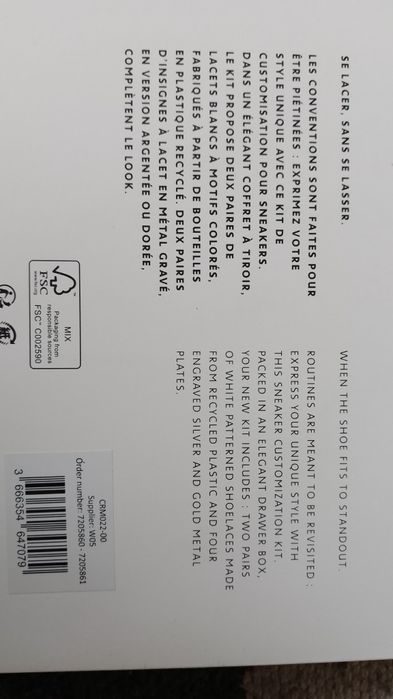 SE LACER, SANS SE LASSER.
LES CONVENTIONS SONT FAITES POUR
ÊTRE PIÉTINÉES : EXPRIMEZ VOTRE
STYLE UNIQUE AVEC CE KIT DE
CUSTOMISATION POUR SNEAKERS.
DANS UN ÉLÉGANT COFFRET À TIROIR,
LE KIT PROPOSE DEUX PAIRES DE
LACETS BLANCS À MOTIFS COLORÉS,
FABRIQUÉS À PARTIR DE BOUTEILLES
EN PLASTIQUE RECYCLÉ. DEUX PAIRES
D'INSIGNES À LACET EN MÉTAL GRAVÉ,
EN VERSION ARGENTÉE OU DORÉE,
COMPLÈTENT LE LOOK.
WHEN THE SHOE FITS TO STANDOUT.
ROUTINES ARE MEANT TO BE REVISITED :
EXPRESS YOUR UNIQUE STYLE WITH
THIS SNEAKER CUSTOMIZATION KIT.
PACKED IN AN ELEGANT DRAWER BOX,
YOUR NEW KIT INCLUDES : TWO PAIRS
OF WHITE PATTERNED SHOELACES MADE
FROM RECYCLED PLASTIC AND FOUR
ENGRAVED SILVER AND GOLD METAL
PLATES.
FSC
www.fsc.org
MIX
Packaging from
responsible sources
FSC™ C002590
CRM022-00
Supplier: W05
Order number: 7205860 - 7205861
3 666354 647079